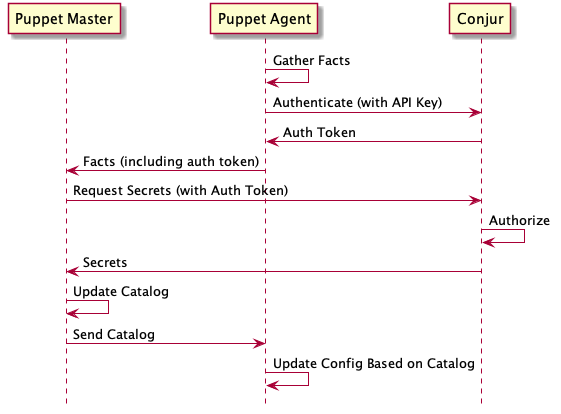 Puppet Master
Puppet Agent
Conjur
Gather Facts
Authenticate (with API Key)
Auth Token
Facts (including auth token)
Request Secrets (with Auth Token)
Authorize
Secrets
Update Catalog
Send Catalog
Update Config Based on Catalog